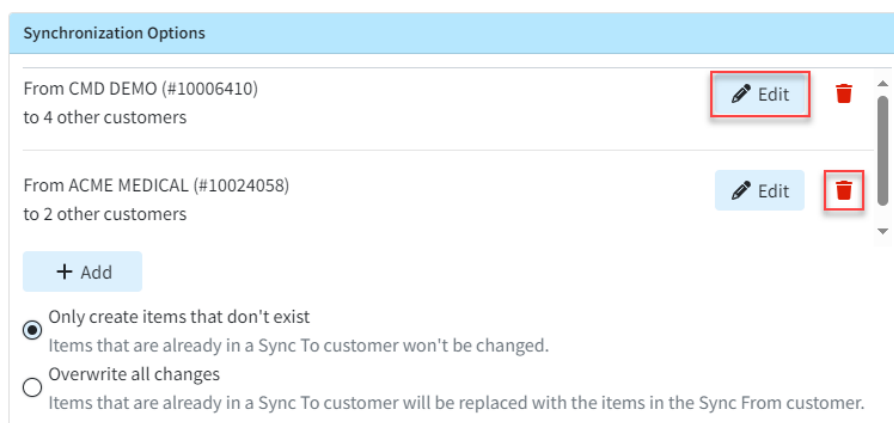 Synchronization Options
From CMD DEMO (#10006410)
to 4 other customers
Edit
From ACME MEDICAL (#10024058)
to 2 other customers
Edit
+ Add
Only create items that don't exist
Items that are already in a Sync To customer won't be changed.
Overwrite all changes
Items that are already in a Sync To customer will be replaced with the items in the Sync From customer.